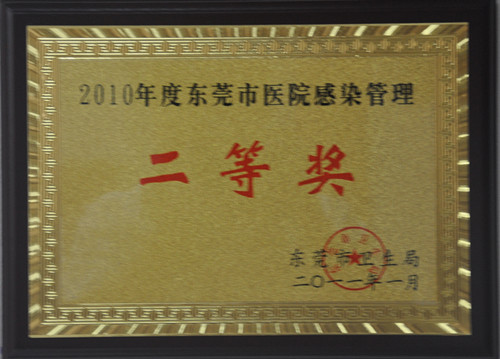 2010年度东莞市医院感染管理
二等奖
东莞市卫生局
二〇一一年一月